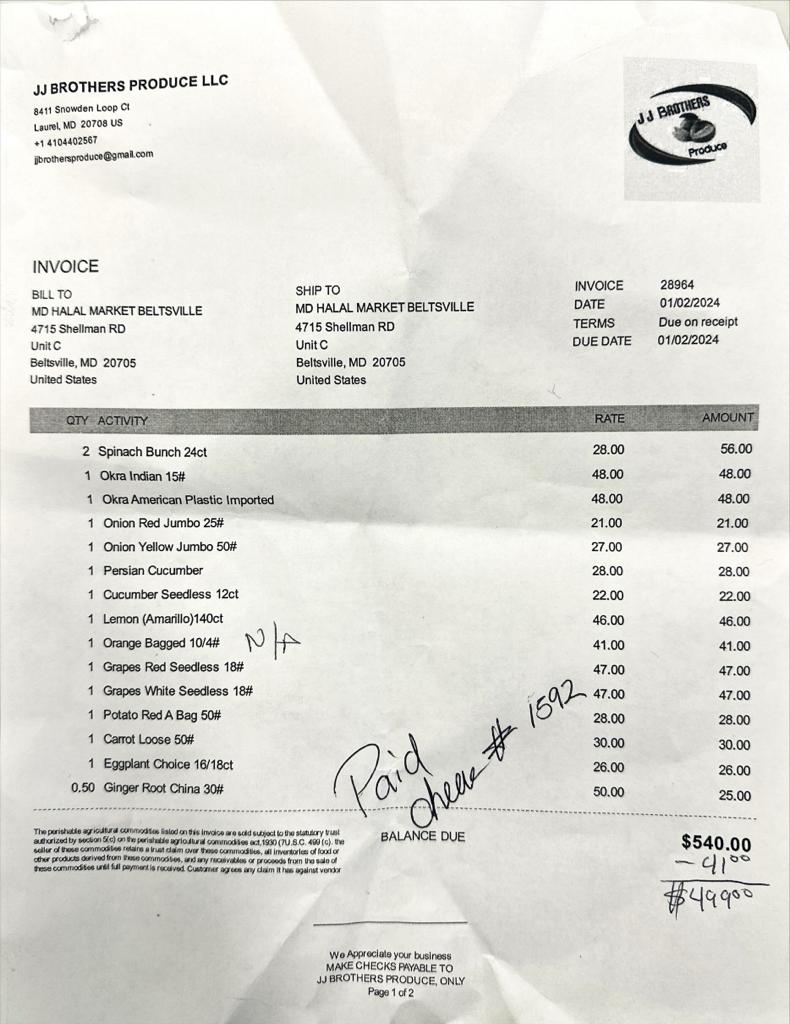 JJ BROTHERS PRODUCE LLC
8411 Snowden Loop Ct
Laurel, MD 20708 US
+1 4104402567
jjbrothersproduce@gmail.com
JJ BROTHERS
Produce
INVOICE
BILL TO
MD HALAL MARKET BELTSVILLE
4715 Shellman RD
Unit C
Beltsville, MD 20705
United States
SHIP TO
MD HALAL MARKET BELTSVILLE
4715 Shellman RD
Unit C
Beltsville, MD 20705
United States
INVOICE 28964
DATE 01/02/2024
TERMS Due on receipt
DUE DATE 01/02/2024
QTY ACTIVITY RATE AMOUNT
2 Spinach Bunch 24ct 28.00 56.00
1 Okra Indian 15# 48.00 48.00
1 Okra American Plastic Imported 48.00 48.00
1 Onion Red Jumbo 25# 21.00 21.00
1 Onion Yellow Jumbo 50# 27.00 27.00
1 Persian Cucumber 28.00 28.00
1 Cucumber Seedless 12ct 22.00 22.00
1 Lemon (Amarillo)140ct 46.00 46.00
1 Orange Bagged 10/4# N/A 41.00 41.00
1 Grapes Red Seedless 18# 47.00 47.00
1 Grapes White Seedless 18# 47.00 47.00
1 Potato Red A Bag 50# 28.00 28.00
1 Carrot Loose 50# 30.00 30.00
1 Eggplant Choice 16/18ct 26.00 26.00
0.50 Ginger Root China 30# 50.00 25.00
Paid
# 1592
The perishable agricultural commodities listed on this invoice are sold subject to the statutory trust
authorized by section 5(c) on the perishable agricultural commodities act,1930 (7U.S.C. 499 (c). the
seller of these commodities retains a trust claim over these commodities, all inventories of food or
other products derived from these commodities, and any receivables or proceeds from the sale of
these commodities until full payment is received. Customer agrees any claim it has against vendor
BALANCE DUE $540.00
- 41 00
$499 00
We Appreciate your business
MAKE CHECKS PAYABLE TO
JJ BROTHERS PRODUCE, ONLY
Page 1 of 2